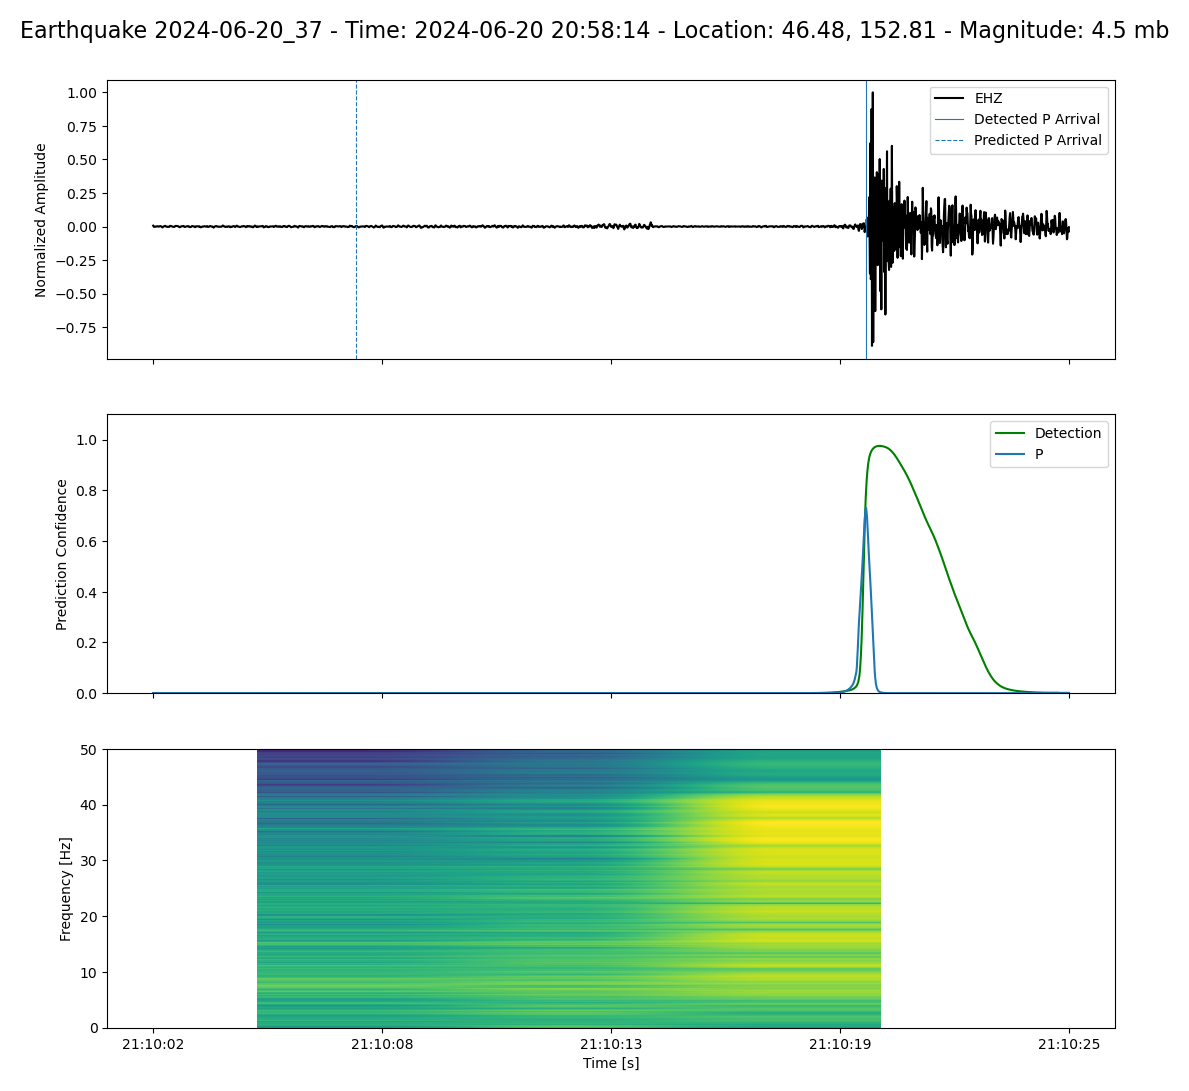 Earthquake 2024-06-20_37 - Time: 2024-06-20 20:58:14 - Location: 46.48, 152.81 - Magnitude: 4.5 mb
Normalized Amplitude
1.00
0.75
0.50
0.25
0.00
−0.25
−0.50
−0.75
EHZ
Detected P Arrival
Predicted P Arrival
Prediction Confidence
1.0
0.8
0.6
0.4
0.2
0.0
Detection
P
Frequency [Hz]
50
40
30
20
10
0
21:10:02 21:10:08 21:10:13 21:10:19 21:10:25
Time [s]